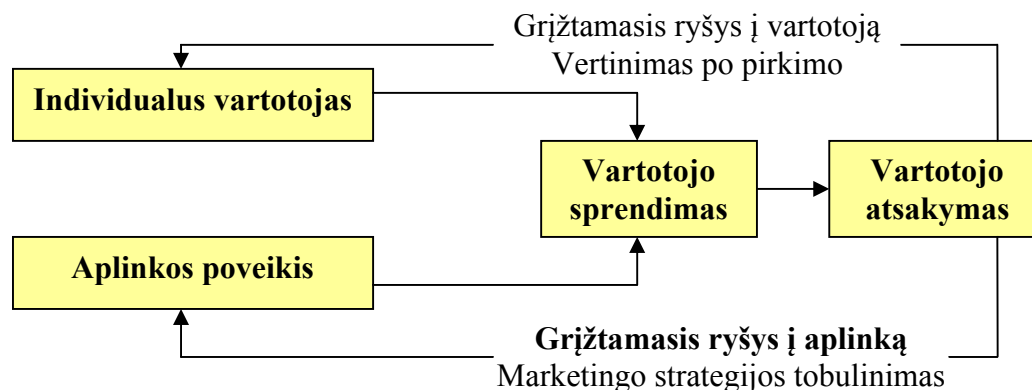 Grįžtamasis ryšys į vartotoją
Vertinimas po pirkimo
Individualus vartotojas
Vartotojo
sprendimas
Vartotojo
atsakymas
Aplinkos poveikis
Grįžtamasis ryšys į aplinką
Marketingo strategijos tobulinimas